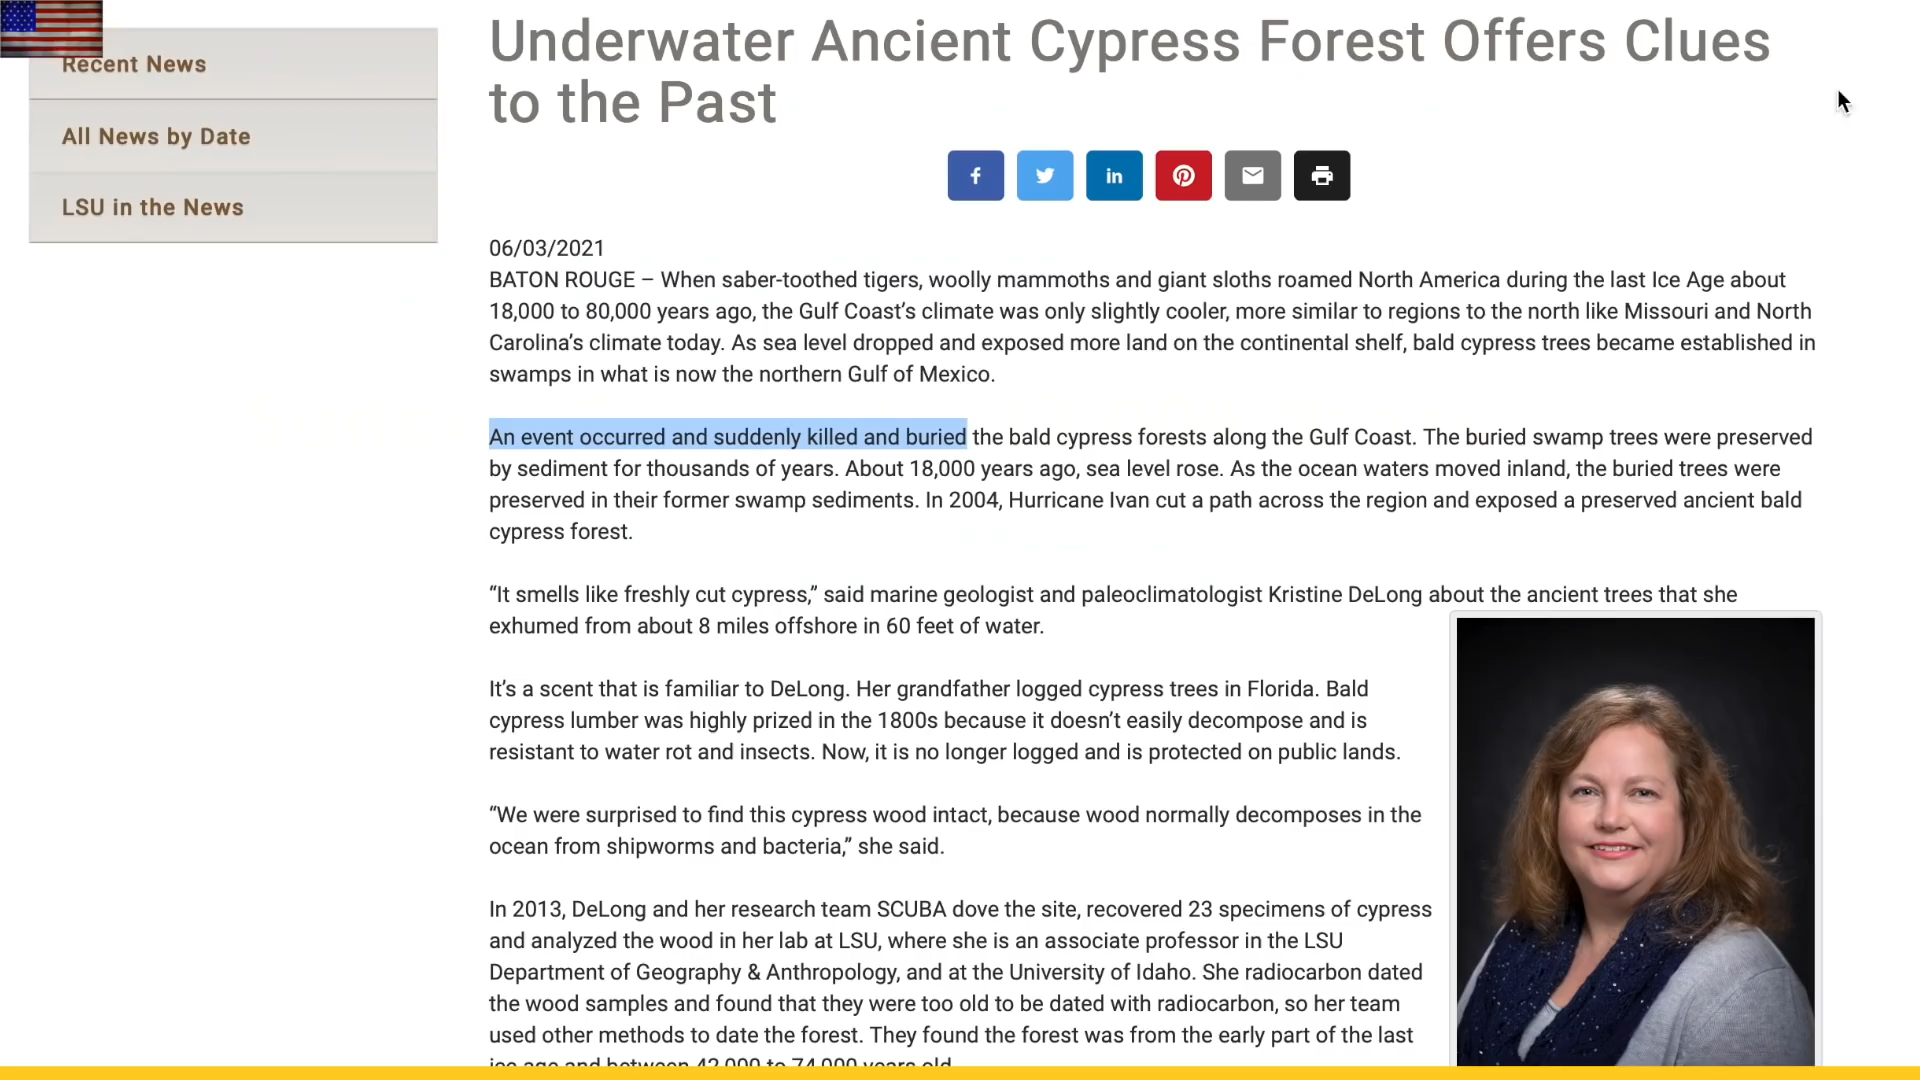 Underwater Ancient Cypress Forest Offers Clues
to the Past
Recent News
All News by Date
LSU in the News
06/03/2021
BATON ROUGE – When saber-toothed tigers, woolly mammoths and giant sloths roamed North America during the last Ice Age about
18,000 to 80,000 years ago, the Gulf Coast’s climate was only slightly cooler, more similar to regions to the north like Missouri and North
Carolina’s climate today. As sea level dropped and exposed more land on the continental shelf, bald cypress trees became established in
swamps in what is now the northern Gulf of Mexico.
An event occurred and suddenly killed and buried the bald cypress forests along the Gulf Coast. The buried swamp trees were preserved
by sediment for thousands of years. About 18,000 years ago, sea level rose. As the ocean waters moved inland, the buried trees were
preserved in their former swamp sediments. In 2004, Hurricane Ivan cut a path across the region and exposed a preserved ancient bald
cypress forest.
“It smells like freshly cut cypress,” said marine geologist and paleoclimatologist Kristine DeLong about the ancient trees that she
exhumed from about 8 miles offshore in 60 feet of water.
It’s a scent that is familiar to DeLong. Her grandfather logged cypress trees in Florida. Bald
cypress lumber was highly prized in the 1800s because it doesn’t easily decompose and is
resistant to water rot and insects. Now, it is no longer logged and is protected on public lands.
“We were surprised to find this cypress wood intact, because wood normally decomposes in the
ocean from shipworms and bacteria,” she said.
In 2013, DeLong and her research team SCUBA dove the site, recovered 23 specimens of cypress
and analyzed the wood in her lab at LSU, where she is an associate professor in the LSU
Department of Geography & Anthropology, and at the University of Idaho. She radiocarbon dated
the wood samples and found that they were too old to be dated with radiocarbon, so her team
used other methods to date the forest. They found the forest was from the early part of the last
ice age and between 42,000 to 74,000 years old.